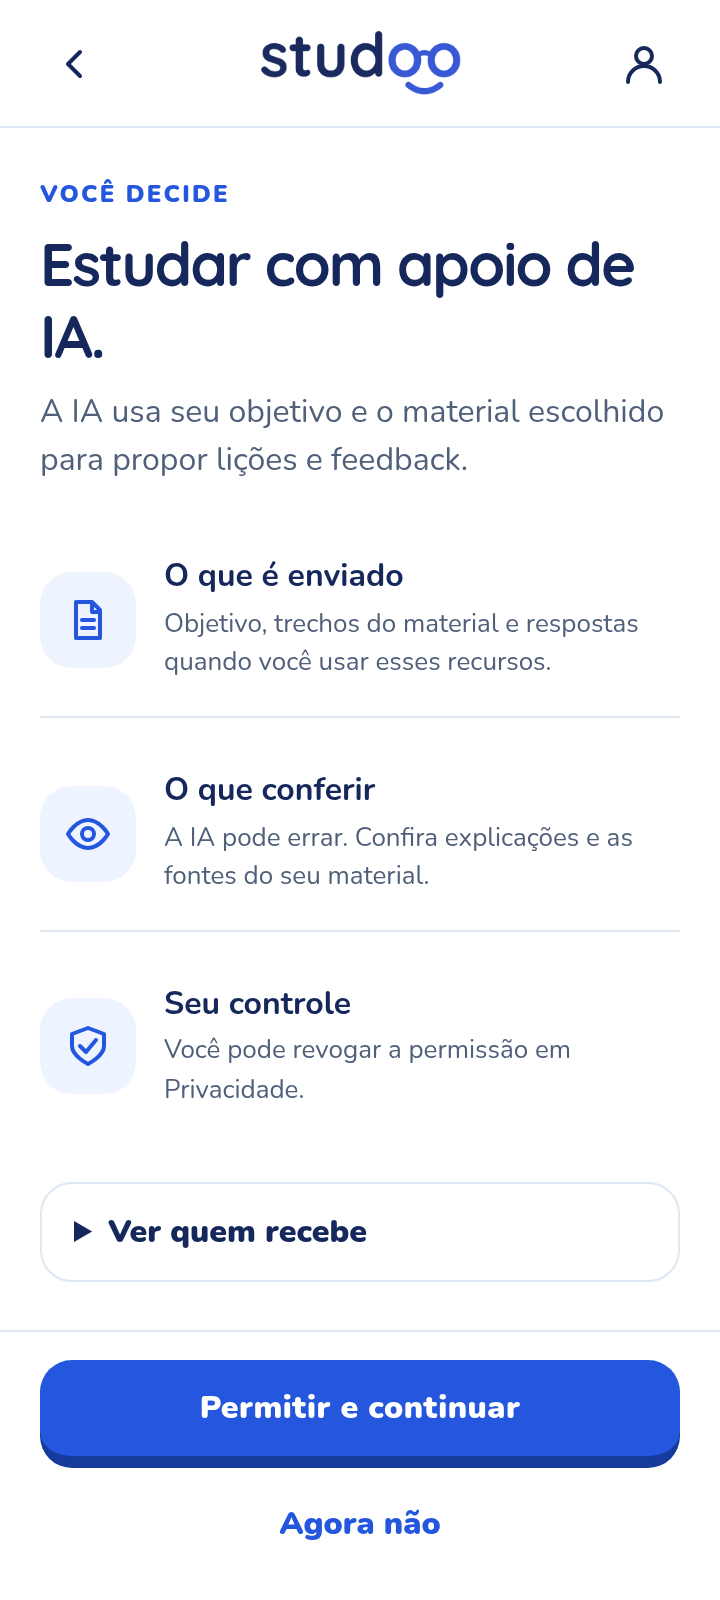 studoo
VOCÊ DECIDE
Estudar com apoio de
IA.
A IA usa seu objetivo e o material escolhido
para propor lições e feedback.
O que é enviado
Objetivo, trechos do material e respostas
quando você usar esses recursos.
O que conferir
A IA pode errar. Confira explicações e as
fontes do seu material.
Seu controle
Você pode revogar a permissão em
Privacidade.
Ver quem recebe
Permitir e continuar
Agora não